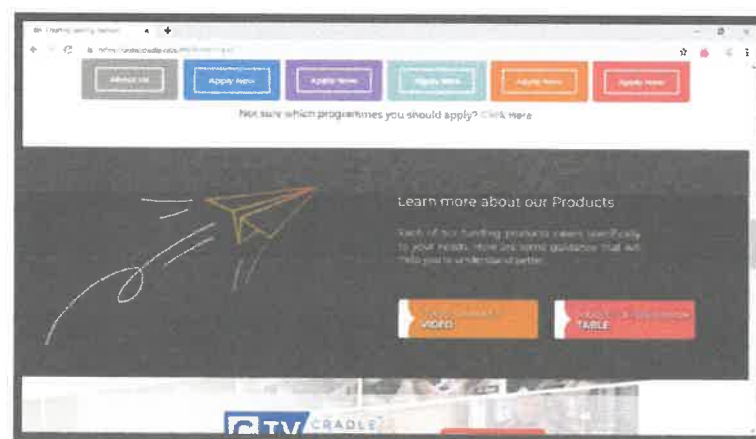 About Us
Apply Now
Apply Now
Apply Now
Apply Now
Apply Now
Not sure which programmes you should apply? Click Here
Learn more about our Products
Each of our funding products caters specifically
to your needs. Here are some guidance that will
help you to understand better.
VIDEO
TABLE
TV CRADLE